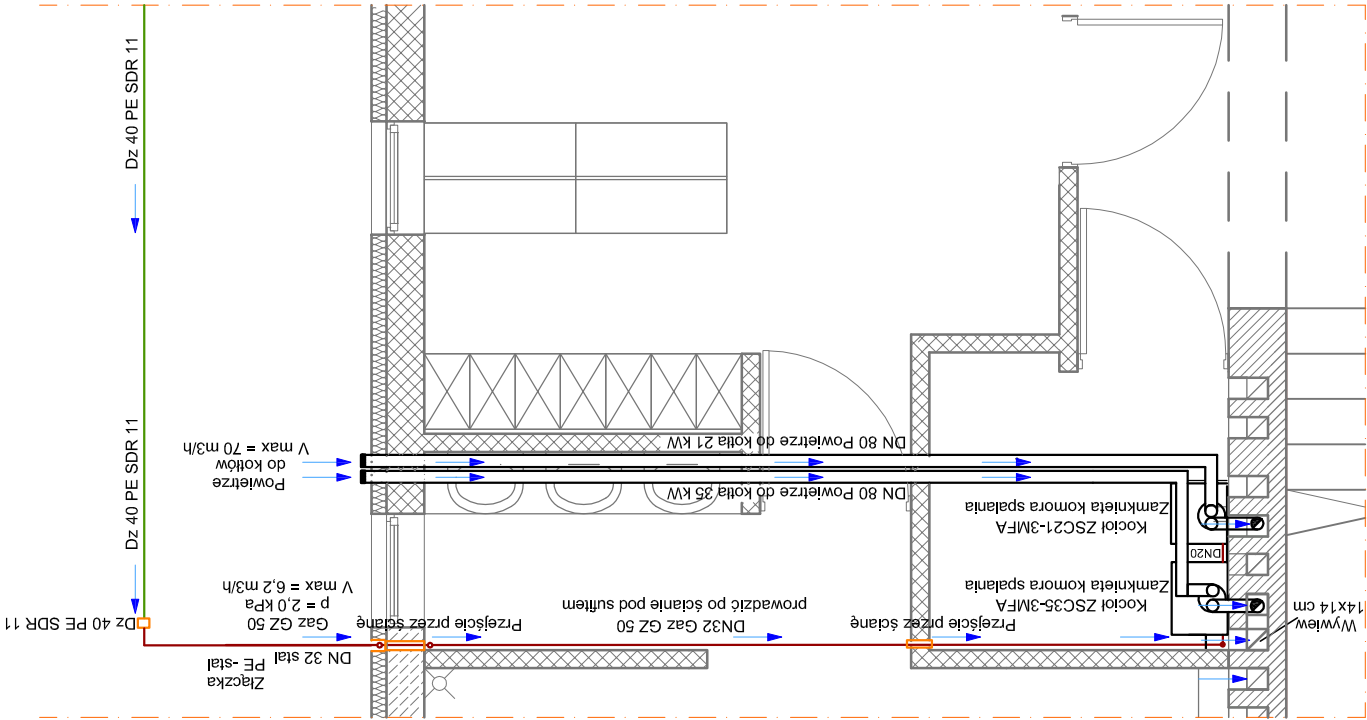 Dz 40 PE SDR 11
Dz 40 PE SDR 11
Dz 40 PE SDR 11
Powietrze
do kotłów
V max = 70 m3/h
Gaz GZ 50
p = 2,0 kPa
V max = 6,2 m3/h
Złączka
PE -stal
DN 32 stal
Przejście przez ścianę
DN32 Gaz GZ 50
prowadzić po ścianie pod sufitem
Przejście przez ścianę
DN 80 Powietrze do kotła 21 kW
DN 80 Powietrze do kotła 35 kW
Kocioł ZSC21-3MFA
Zamknieta komora spalania
DN20
Kocioł ZSC35-3MFA
Zamknieta komora spalania
Wywiew
14x14 cm